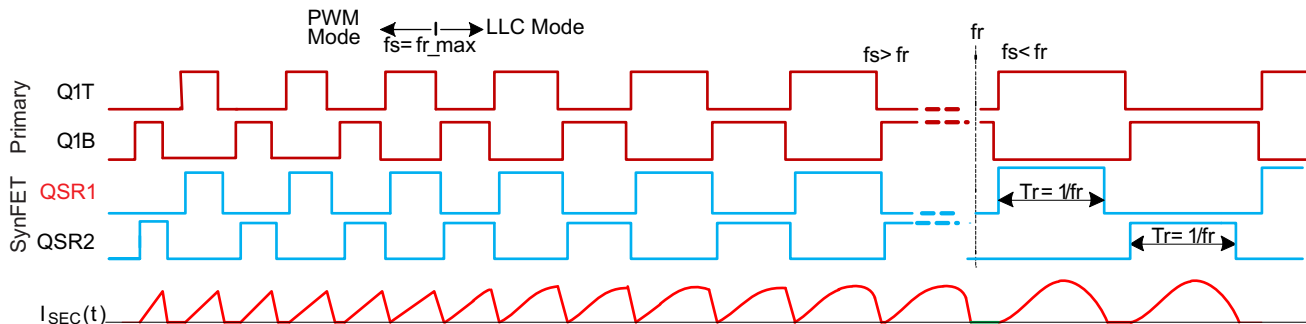 PWM Mode
LLC Mode
fs= fr_max
fr
fs> fr
fs< fr
Primary
Q1T
Q1B
SynFET
QSR1
Tr= 1/fr
QSR2
Tr= 1/fr
ISEC(t)